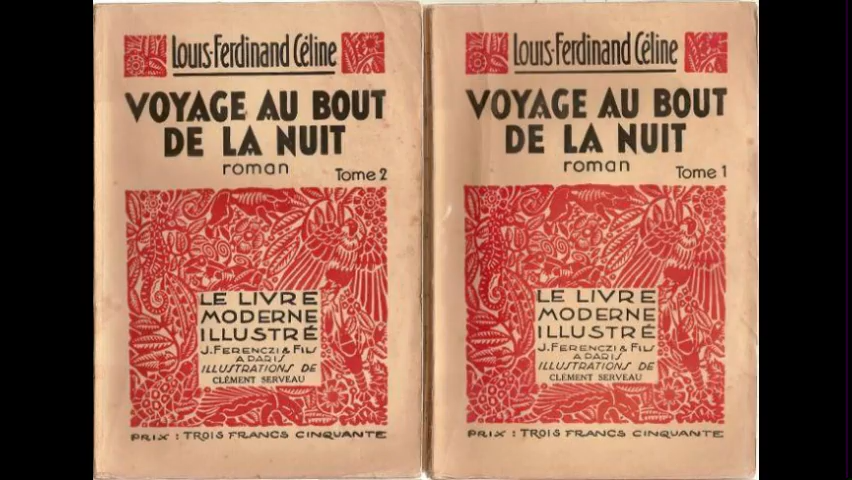 Louis-Ferdinand Céline
VOYAGE AU BOUT
DE LA NUIT
roman
Tome 2
LE LIVRE
MODERNE
ILLUSTRÉ
J. FERENCZI & FILS
A PARIS
ILLUSTRATIONS DE
CLÉMENT SERVEAU
PRIX : TROIS FRANCS CINQUANTE
Louis-Ferdinand Céline
VOYAGE AU BOUT
DE LA NUIT
roman
Tome 1
LE LIVRE
MODERNE
ILLUSTRÉ
J. FERENCZI & FILS
A PARIS
ILLUSTRATIONS DE
CLÉMENT SERVEAU
PRIX : TROIS FRANCS CINQUANTE